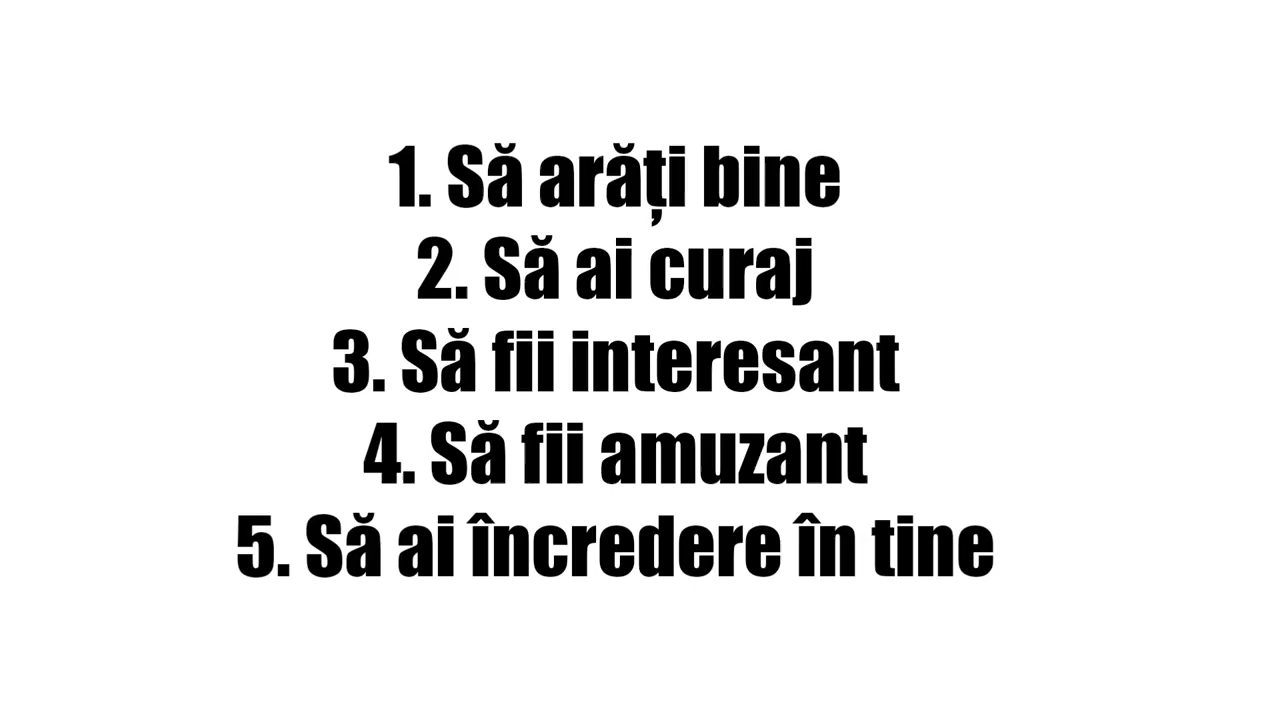 1. Să arăți bine
2. Să ai curaj
3. Să fii interesant
4. Să fii amuzant
5. Să ai încredere în tine